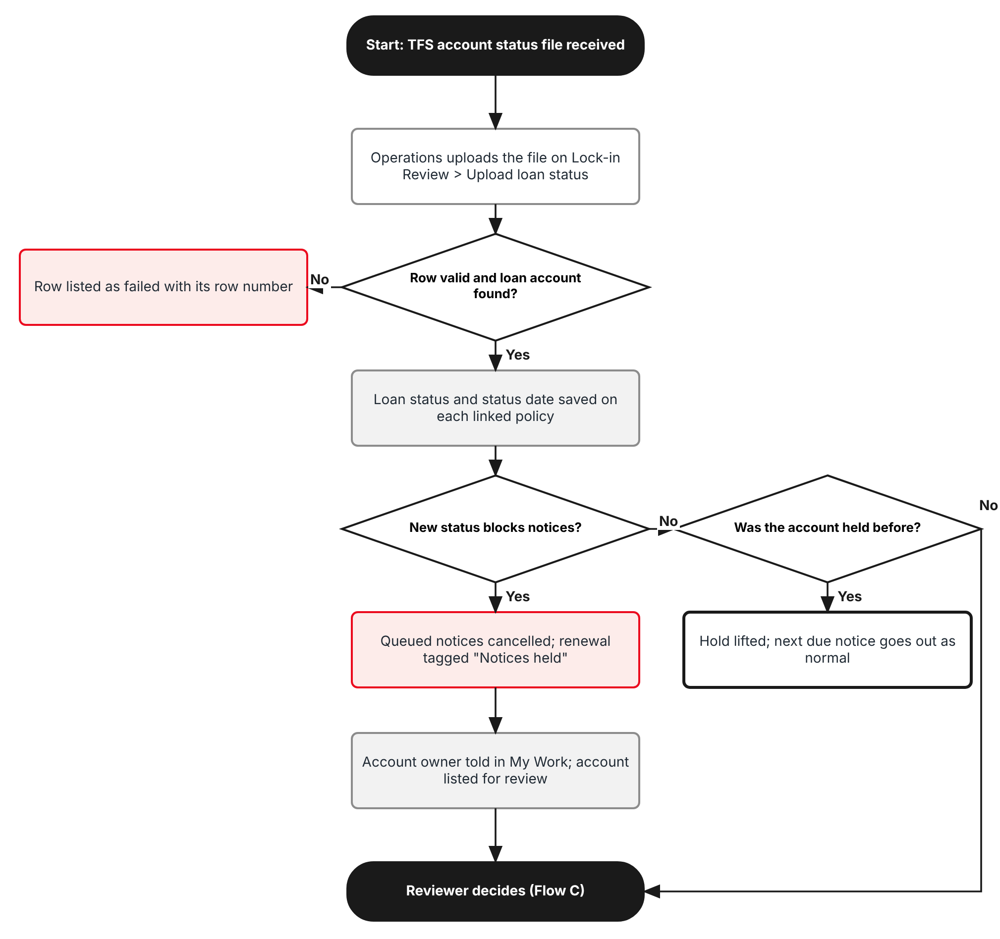 Start: TFS account status file received
Operations uploads the file on Lock-in
Review > Upload loan status
Row valid and loan account
found?
No
Row listed as failed with its row number
Yes
Loan status and status date saved on
each linked policy
New status blocks notices?
No
Was the account held before?
No
Yes
Yes
Queued notices cancelled; renewal
tagged "Notices held"
Hold lifted; next due notice goes out as
normal
Account owner told in My Work; account
listed for review
Reviewer decides (Flow C)